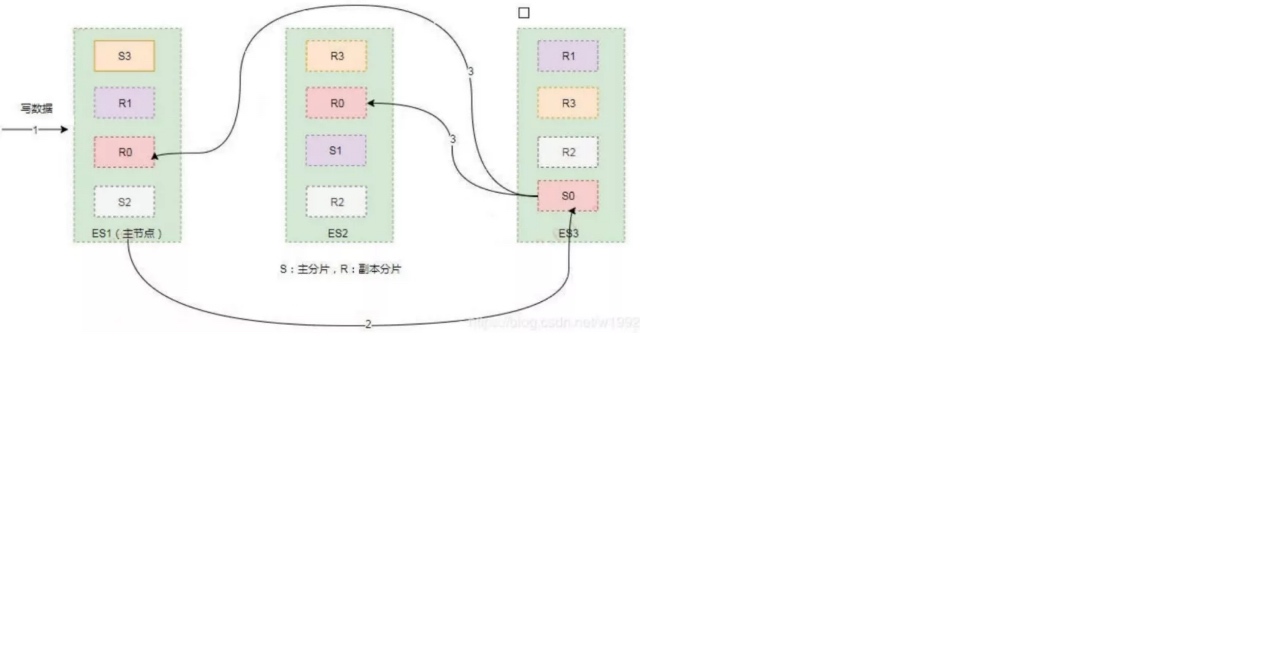 写数据
1
S3
R1
R0
S2
ES1（主节点）
R3
R0
S1
R2
ES2
R1
R3
R2
S0
ES3
3
3
2
S：主分片，R：副本分片
https://blog.csdn.net/w1992